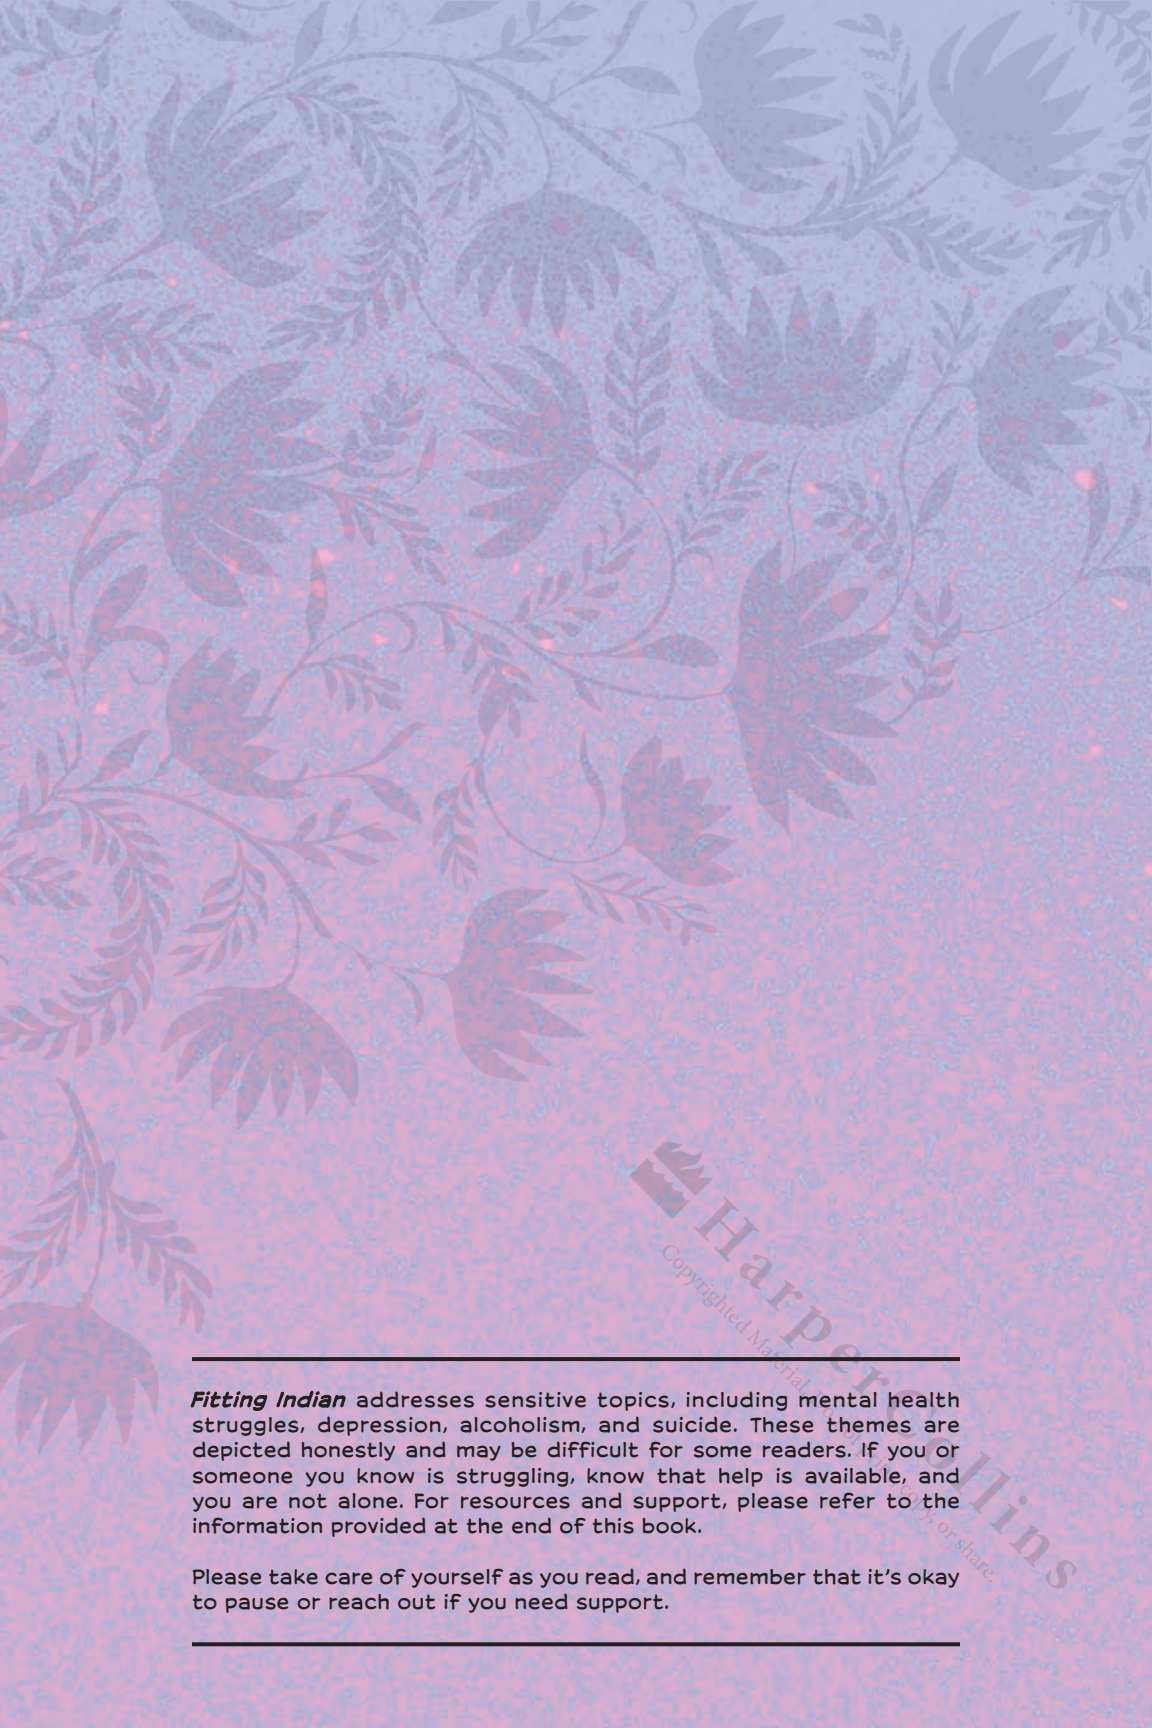 Fitting Indian addresses sensitive topics, including mental health
struggles, depression, alcoholism, and suicide. These themes are
depicted honestly and may be difficult for some readers. If you or
someone you know is struggling, know that help is available, and
you are not alone. For resources and support, please refer to the
information provided at the end of this book.
Please take care of yourself as you read, and remember that it’s okay
to pause or reach out if you need support.
HarperCollins
Copyrighted Material. copy, or share.